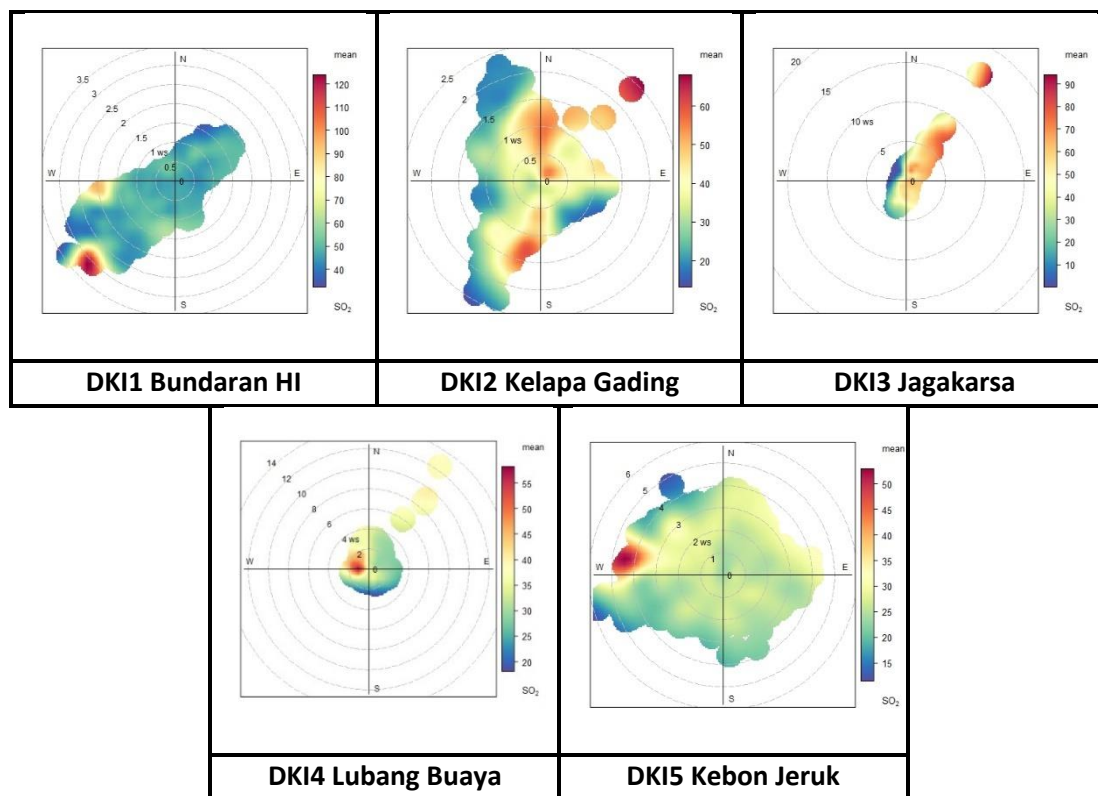 mean
N
3.5
3
2.5
2
1.5
1 ws
0.5
0
W
E
S
120
110
100
90
80
70
60
50
40
SO2
DKI1 Bundaran HI
mean
N
2.5
2
1.5
1 ws
0.5
0
W
E
S
60
50
40
30
20
SO2
DKI2 Kelapa Gading
mean
N
20
15
10 ws
5
0
W
E
S
90
80
70
60
50
40
30
20
10
SO2
DKI3 Jagakarsa
mean
N
14
12
10
8
6
4 ws
2
0
W
E
S
55
50
45
40
35
30
25
20
SO2
DKI4 Lubang Buaya
mean
N
6
5
4
3
2 ws
1
0
W
E
S
50
45
40
35
30
25
20
15
SO2
DKI5 Kebon Jeruk